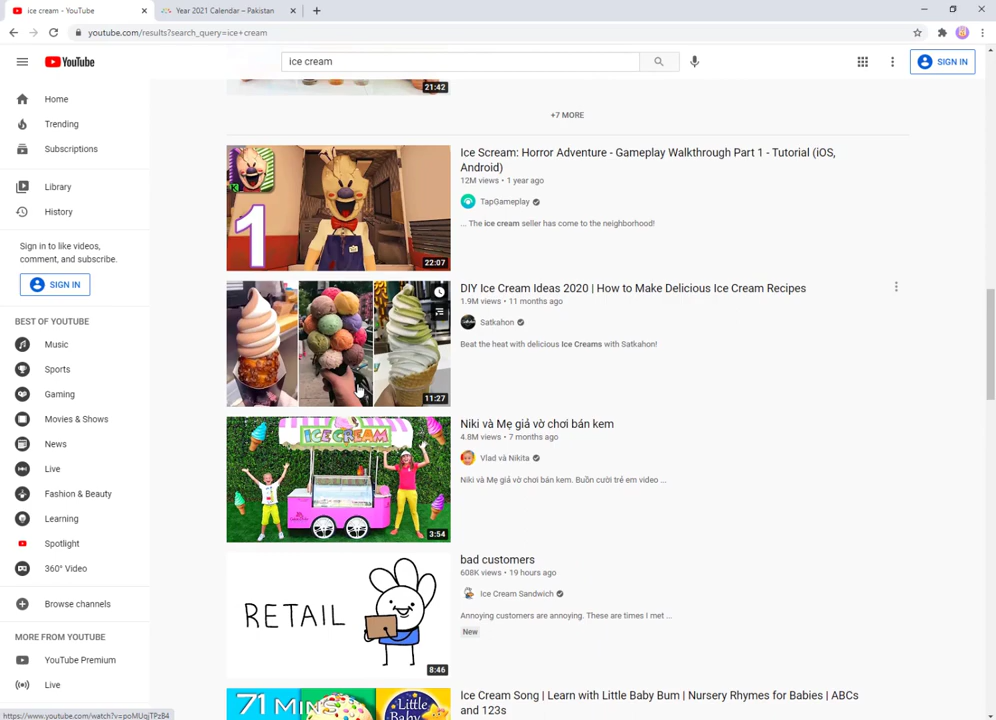 ice cream - YouTube
Year 2021 Calendar – Pakistan
youtube.com/results?search_query=ice+cream
YouTube
ice cream
SIGN IN
Home
Trending
Subscriptions
Library
History
Sign in to like videos,
comment, and subscribe.
SIGN IN
BEST OF YOUTUBE
Music
Sports
Gaming
Movies & Shows
News
Live
Fashion & Beauty
Learning
Spotlight
360° Video
Browse channels
MORE FROM YOUTUBE
YouTube Premium
Live
21:42
+7 MORE
1
22:07
Ice Scream: Horror Adventure - Gameplay Walkthrough Part 1 - Tutorial (iOS,
Android)
12M views • 1 year ago
TapGameplay
... The ice cream seller has come to the neighborhood!
11:27
DIY Ice Cream Ideas 2020 | How to Make Delicious Ice Cream Recipes
1.9M views • 11 months ago
Satkahon
Beat the heat with delicious Ice Creams with Satkahon!
ICE CREAM
3:54
Niki và Mẹ giả vờ chơi bán kem
4.8M views • 7 months ago
Vlad và Nikita
Niki và Mẹ giả vờ chơi bán kem. Buồn cười trẻ em video ...
RETAIL
8:46
bad customers
608K views • 19 hours ago
Ice Cream Sandwich
Annoying customers are annoying. These are times I met ...
New
71 MINS
Little
Baby
Ice Cream Song | Learn with Little Baby Bum | Nursery Rhymes for Babies | ABCs
and 123s
https://www.youtube.com/watch?v=poMUqjTPzB4